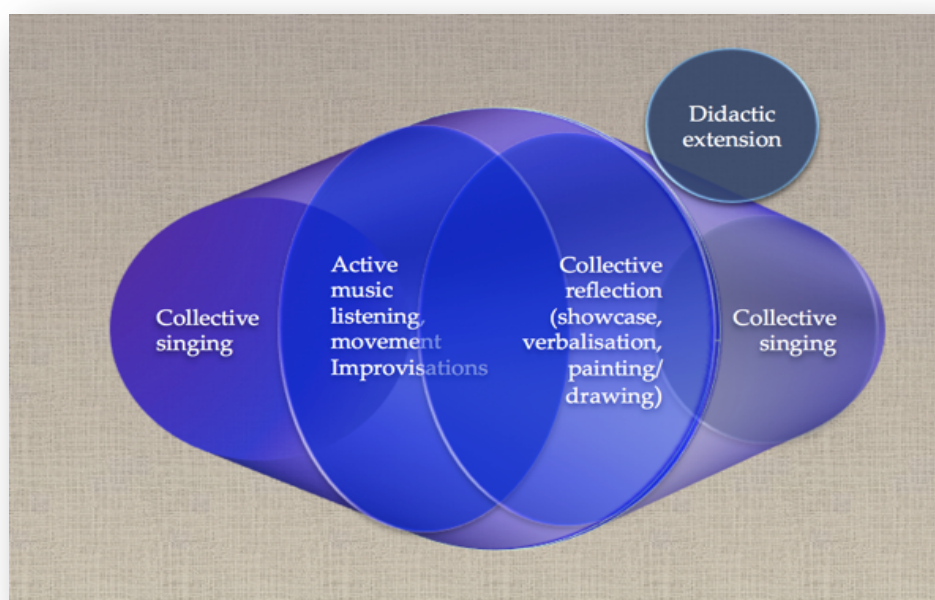 Didactic
extension
Collective
singing
Active
music
listening,
movement
Improvisations
Collective
reflection
(showcase,
verbalisation,
painting/
drawing)
Collective
singing